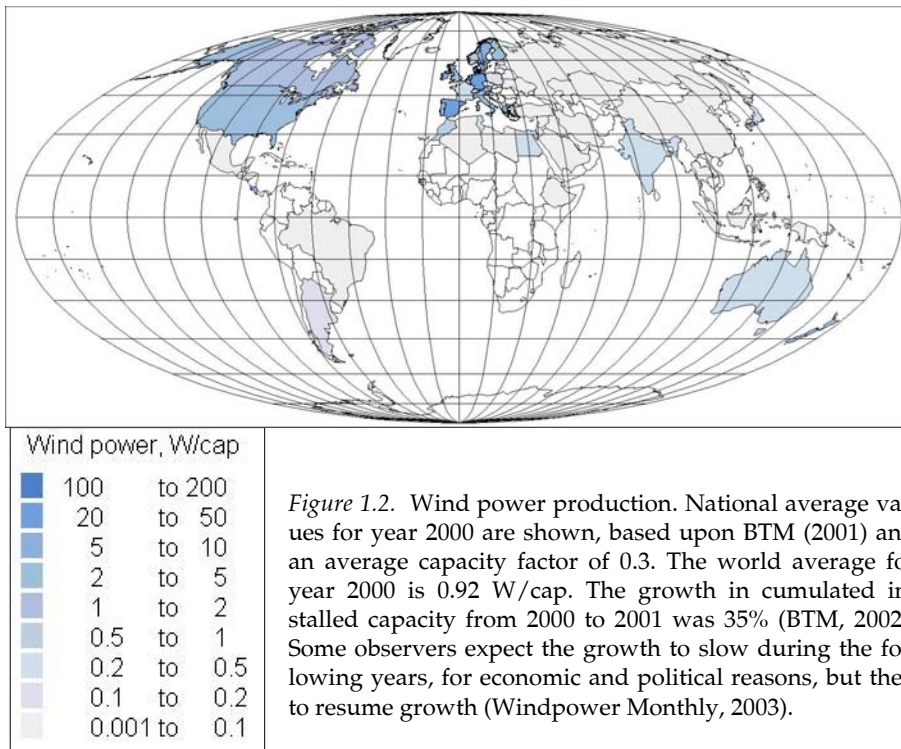 Wind power, W/cap
100 to 200
20 to 50
5 to 10
2 to 5
1 to 2
0.5 to 1
0.2 to 0.5
0.1 to 0.2
0.001 to 0.1
Figure 1.2. Wind power production. National average va
ues for year 2000 are shown, based upon BTM (2001) an
an average capacity factor of 0.3. The world average fo
year 2000 is 0.92 W/cap. The growth in cumulated in
stalled capacity from 2000 to 2001 was 35% (BTM, 2002
Some observers expect the growth to slow during the fo
lowing years, for economic and political reasons, but the
to resume growth (Windpower Monthly, 2003).